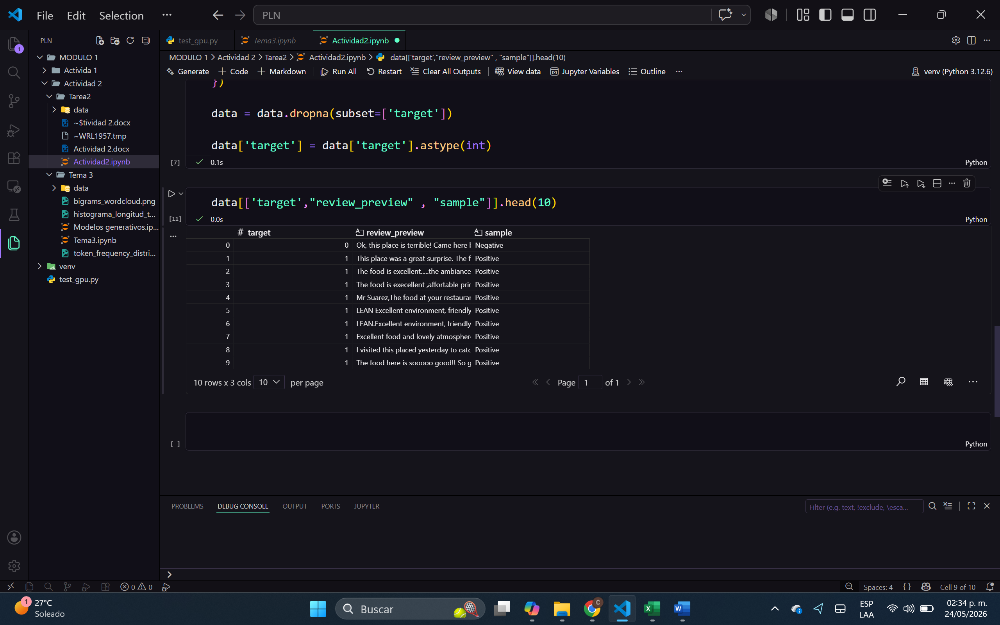 File Edit Selection ··· PLN
PLN
test_gpu.py Tema3.ipynb Actividad2.ipynb
MODULO 1 > Actividad 2 > Tarea2 > Actividad2.ipynb > data[['target',"review_preview" , "sample"]].head(10)
Generate + Code + Markdown Run All Restart Clear All Outputs View data Jupyter Variables Outline ··· venv (Python 3.12.6)
1
MODULO 1
Activida 1
Actividad 2
Tarea2
data
~$tividad 2.docx
~WRL1957.tmp
Actividad 2.docx
Actividad2.ipynb
Tema 3
data
bigrams_wordcloud.png
histograma_longitud_t...
Modelos generativos.ip...
Tema3.ipynb
token_frequency_distri...
venv
test_gpu.py
})
data = data.dropna(subset=['target'])
data['target'] = data['target'].astype(int)
[7] 0.1s Python
data[['target',"review_preview" , "sample"]].head(10)
[11] 0.0s Python
# target review_preview sample
0 0 Ok, this place is terrible! Came here Negative
1 1 This place was a great surprise. The Positive
2 1 The food is excellent.....the ambiance Positive
3 1 The food is execellent ,affortable Positive
4 1 Mr Suarez,The food at your Positive
5 1 LEAN Excellent environment, friendly Positive
6 1 LEAN.Excellent environment, friendly Positive
7 1 Excellent food and lovely Positive
8 1 I visited this placed yesterday to Positive
9 1 The food here is sooooo good!! So Positive
10 rows x 3 cols 10 per page Page 1 of 1
[ ] Python
PROBLEMS DEBUG CONSOLE OUTPUT PORTS JUPYTER Filter (e.g. text, !exclude, \esca...
0 0 Spaces: 4 { } Cell 9 of 10
1 27°C
Soleado
Buscar
ESP
LAA
02:34 p. m.
24/05/2026